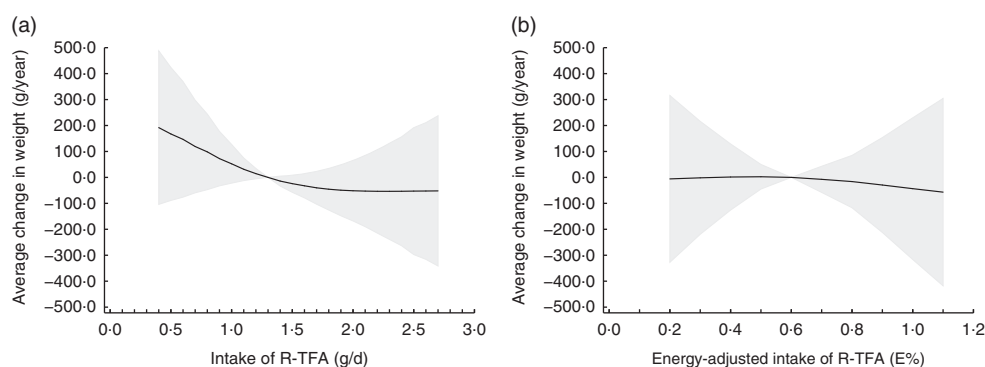 (a)
Average change in weight (g/year)
500·0
400·0
300·0
200·0
100·0
0·0
−100·0
−200·0
−300·0
−400·0
−500·0
0·0 0·5 1·0 1·5 2·0 2·5 3·0
Intake of R-TFA (g/d)
(b)
Average change in weight (g/year)
500·0
400·0
300·0
200·0
100·0
0·0
−100·0
−200·0
−300·0
−400·0
−500·0
0·0 0·2 0·4 0·6 0·8 1·0 1·2
Energy-adjusted intake of R-TFA (E%)